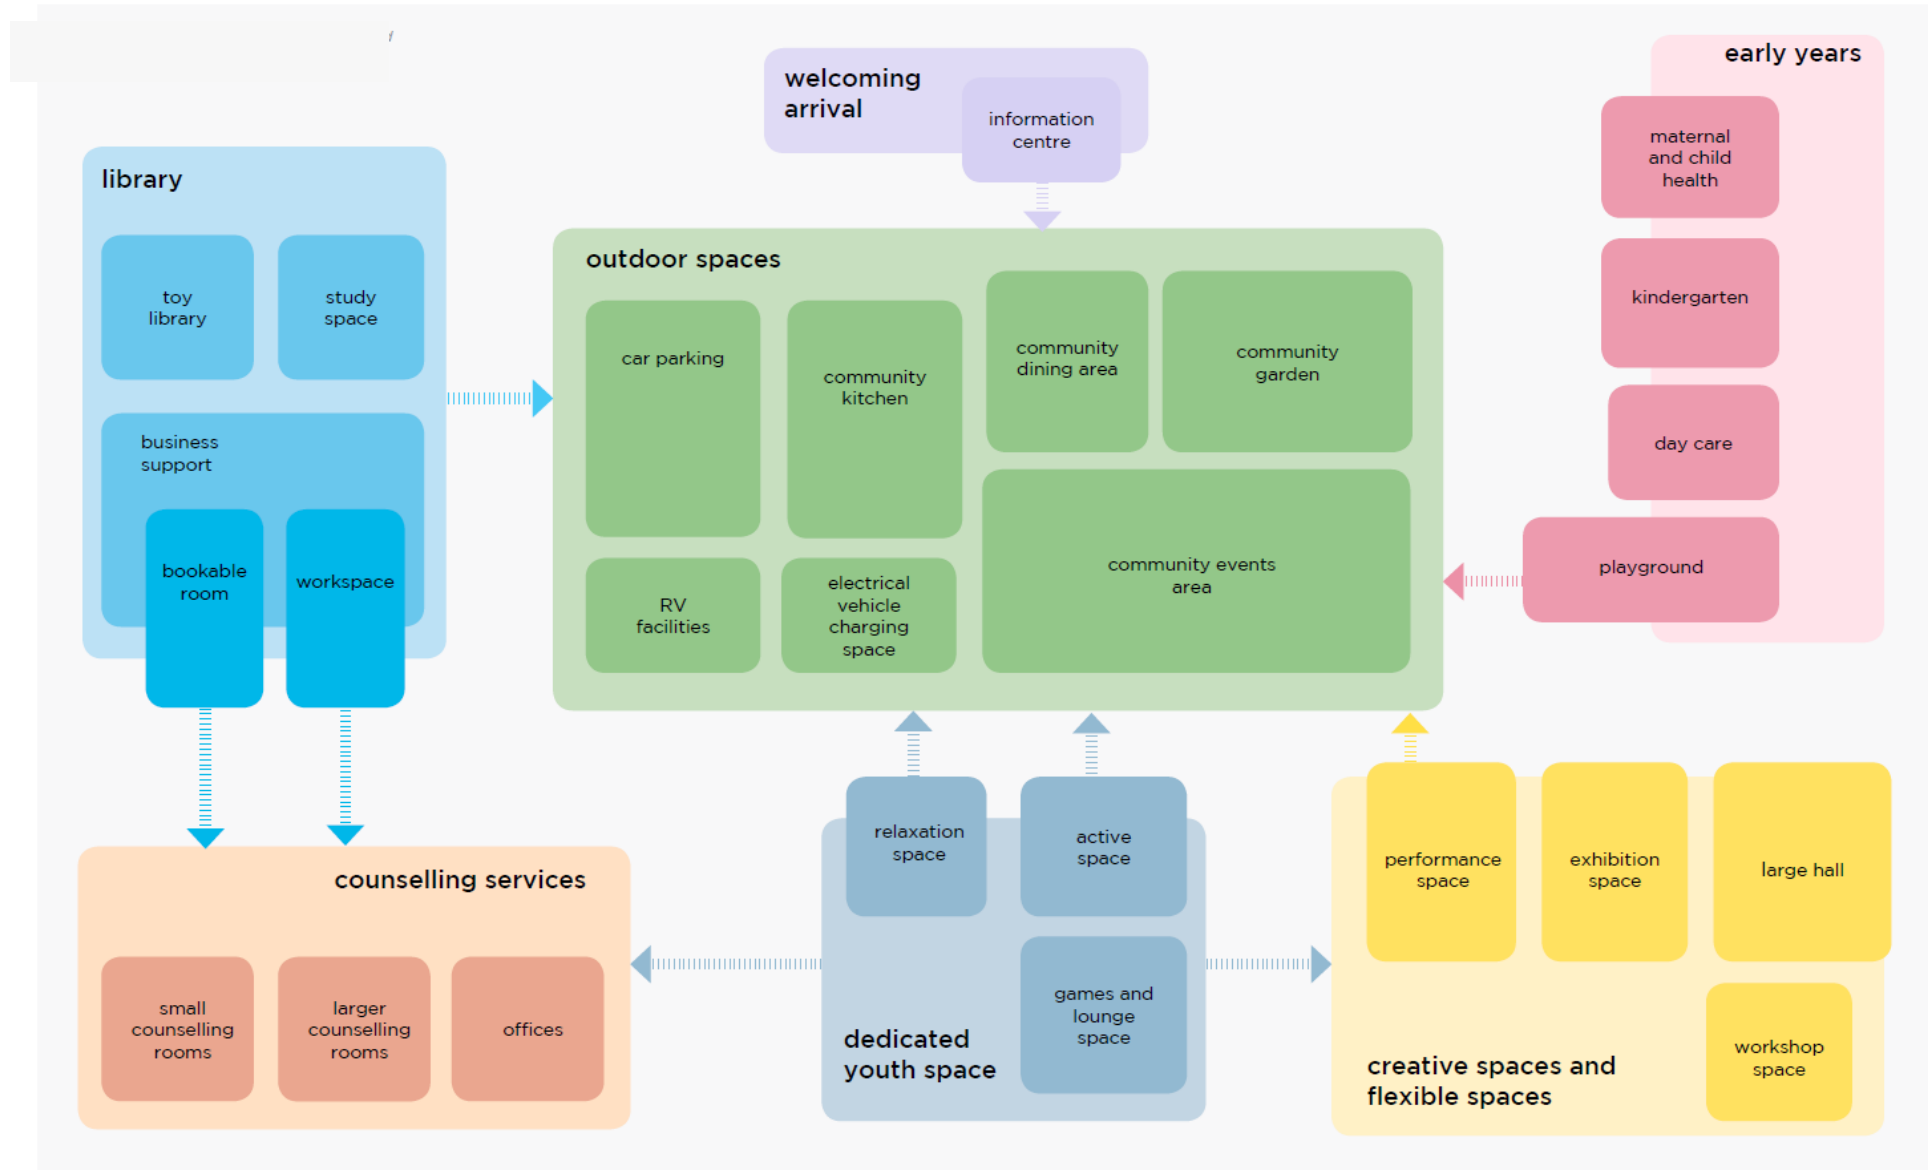 welcoming
arrival
information
centre
early years
maternal
and child
health
kindergarten
day care
playground
library
toy
library
study
space
business
support
bookable
room
workspace
outdoor spaces
car parking
community
kitchen
community
dining area
community
garden
RV
facilities
electrical
vehicle
charging
space
community events
area
counselling services
small
counselling
rooms
larger
counselling
rooms
offices
relaxation
space
active
space
games and
lounge
space
dedicated
youth space
performance
space
exhibition
space
large hall
workshop
space
creative spaces and
flexible spaces